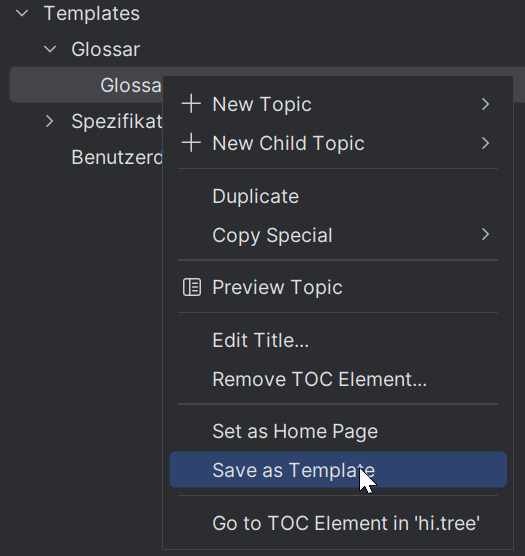 Templates
Glossar
Glossa
New Topic
Spezifikat
New Child Topic
Benutzerd
Duplicate
Copy Special
Preview Topic
Edit Title...
Remove TOC Element...
Set as Home Page
Save as Template
Go to TOC Element in 'hi.tree'